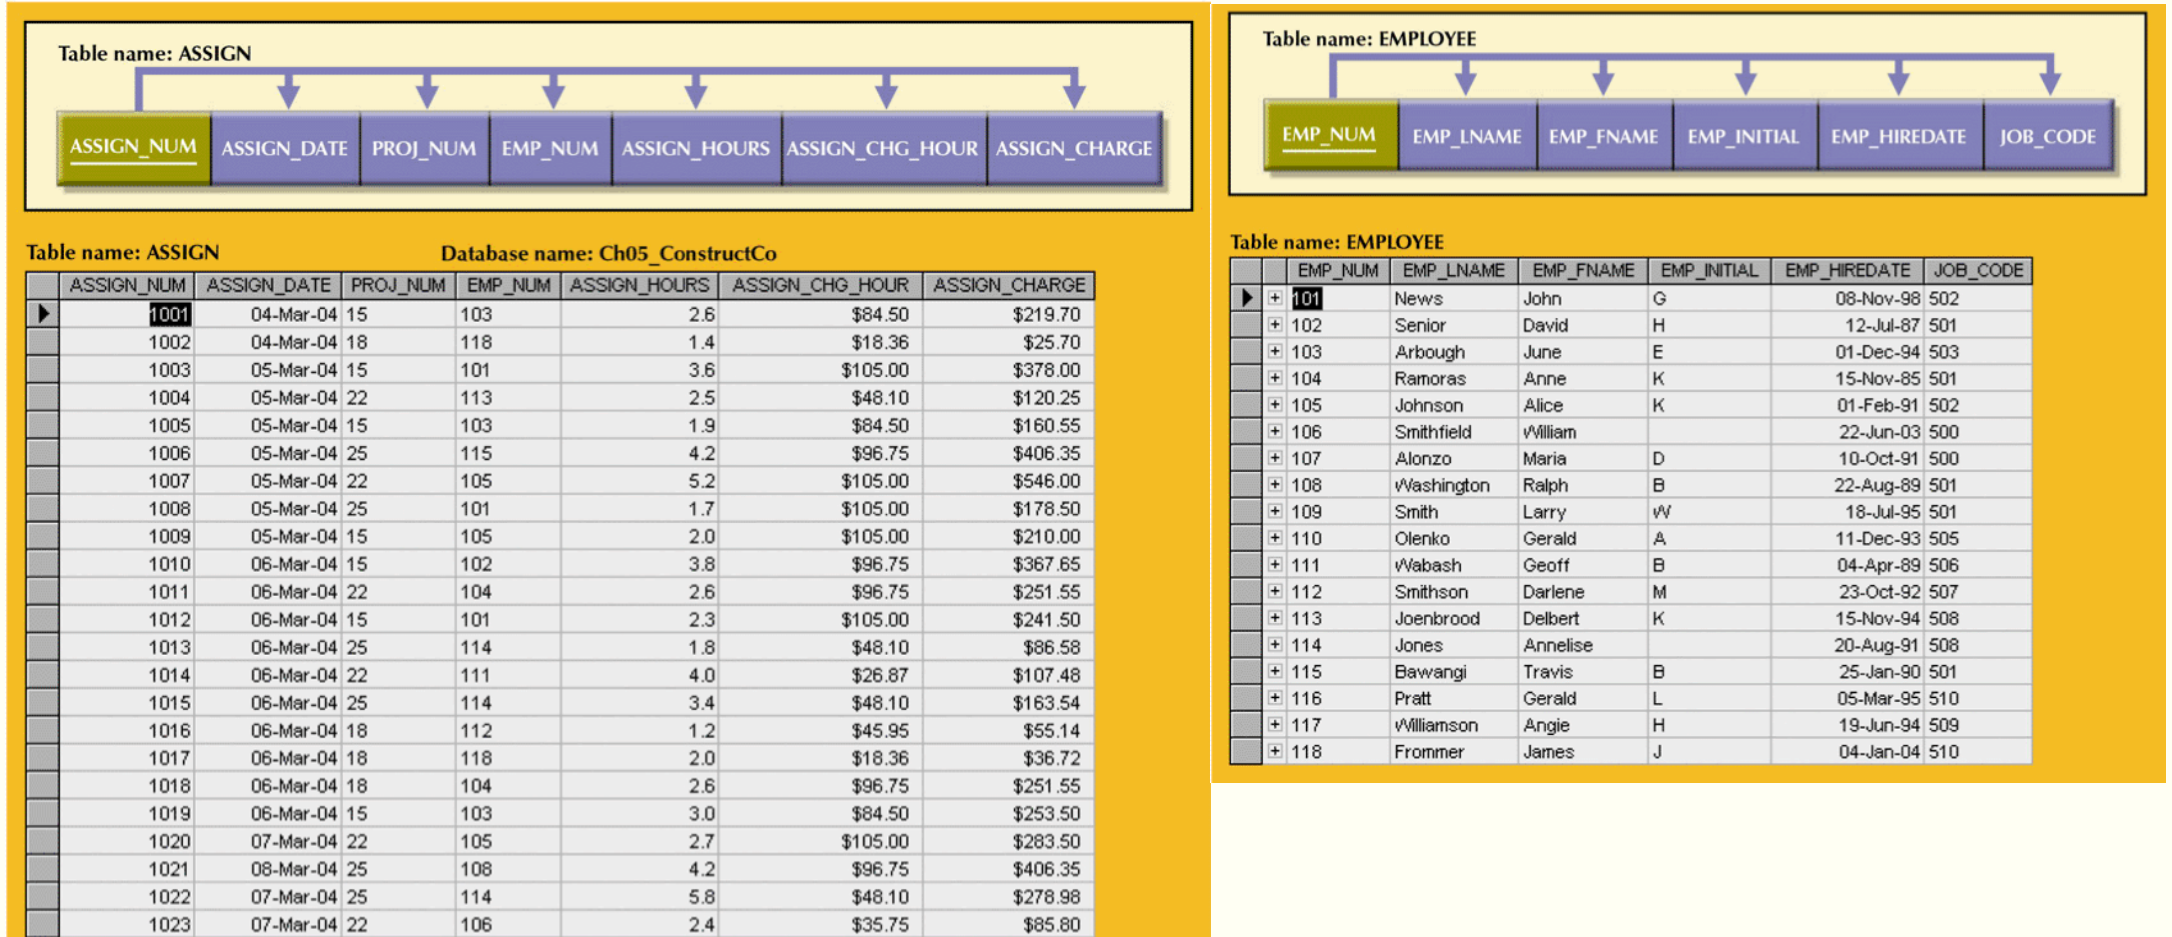 Table name: ASSIGN
ASSIGN_NUM ASSIGN_DATE PROJ_NUM EMP_NUM ASSIGN_HOURS ASSIGN_CHG_HOUR ASSIGN_CHARGE
Table name: ASSIGN Database name: Ch05_ConstructCo
ASSIGN_NUM ASSIGN_DATE PROJ_NUM EMP_NUM ASSIGN_HOURS ASSIGN_CHG_HOUR ASSIGN_CHARGE
1001 04-Mar-04 15 103 2.6 $84.50 $219.70
1002 04-Mar-04 18 118 1.4 $18.36 $25.70
1003 05-Mar-04 15 101 3.6 $105.00 $378.00
1004 05-Mar-04 22 113 2.5 $48.10 $120.25
1005 05-Mar-04 15 103 1.9 $84.50 $160.55
1006 05-Mar-04 25 115 4.2 $96.75 $406.35
1007 05-Mar-04 22 105 5.2 $105.00 $546.00
1008 05-Mar-04 25 101 1.7 $105.00 $178.50
1009 05-Mar-04 15 105 2.0 $105.00 $210.00
1010 06-Mar-04 15 102 3.8 $96.75 $367.65
1011 06-Mar-04 22 104 2.6 $96.75 $251.55
1012 06-Mar-04 15 101 2.3 $105.00 $241.50
1013 06-Mar-04 25 114 1.8 $48.10 $86.58
1014 06-Mar-04 22 111 4.0 $26.87 $107.48
1015 06-Mar-04 25 114 3.4 $48.10 $163.54
1016 06-Mar-04 18 112 1.2 $45.95 $55.14
1017 06-Mar-04 18 118 2.0 $18.36 $36.72
1018 06-Mar-04 18 104 2.6 $96.75 $251.55
1019 06-Mar-04 15 103 3.0 $84.50 $253.50
1020 07-Mar-04 22 105 2.7 $105.00 $283.50
1021 08-Mar-04 25 108 4.2 $96.75 $406.35
1022 07-Mar-04 25 114 5.8 $48.10 $278.98
1023 07-Mar-04 22 106 2.4 $35.75 $85.80
Table name: EMPLOYEE
EMP_NUM EMP_LNAME EMP_FNAME EMP_INITIAL EMP_HIREDATE JOB_CODE
Table name: EMPLOYEE
EMP_NUM EMP_LNAME EMP_FNAME EMP_INITIAL EMP_HIREDATE JOB_CODE
101 News John G 08-Nov-98 502
102 Senior David H 12-Jul-87 501
103 Arbough June E 01-Dec-94 503
104 Ramoras Anne K 15-Nov-85 501
105 Johnson Alice K 01-Feb-91 502
106 Smithfield William 22-Jun-03 500
107 Alonzo Maria D 10-Oct-91 500
108 Washington Ralph B 22-Aug-89 501
109 Smith Larry W 18-Jul-95 501
110 Olenko Gerald A 11-Dec-93 505
111 Wabash Geoff B 04-Apr-89 506
112 Smithson Darlene M 23-Oct-92 507
113 Joenbrood Delbert K 15-Nov-94 508
114 Jones Annelise 20-Aug-91 508
115 Bawangi Travis B 25-Jan-90 501
116 Pratt Gerald L 05-Mar-95 510
117 Williamson Angie H 19-Jun-94 509
118 Frommer James J 04-Jan-04 510